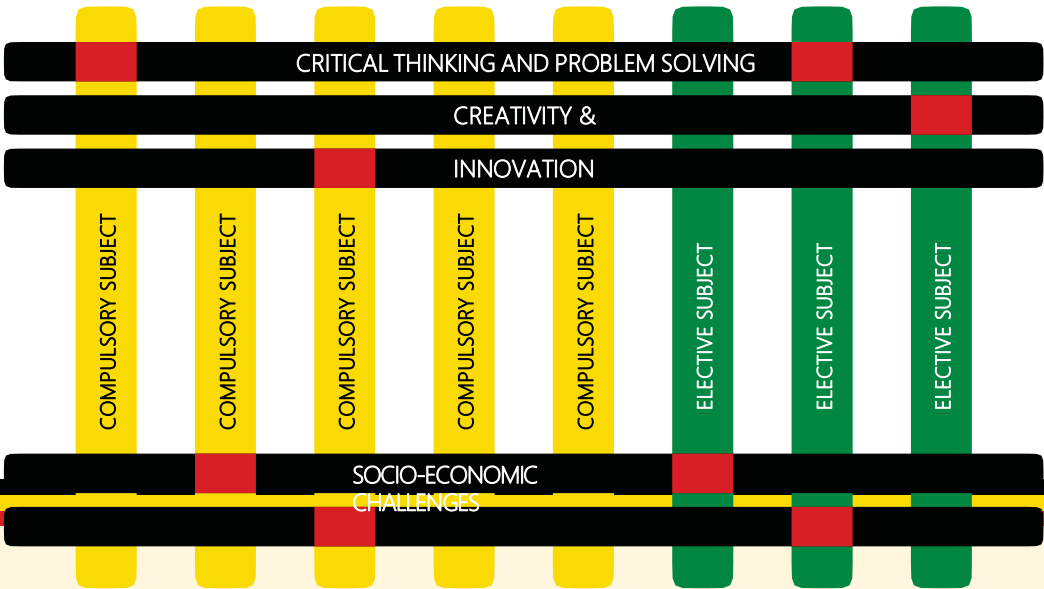 CRITICAL THINKING AND PROBLEM SOLVING
CREATIVITY &
INNOVATION
COMPULSORY SUBJECT
COMPULSORY SUBJECT
COMPULSORY SUBJECT
COMPULSORY SUBJECT
COMPULSORY SUBJECT
ELECTIVE SUBJECT
ELECTIVE SUBJECT
ELECTIVE SUBJECT
SOCIO-ECONOMIC
CHALLENGES